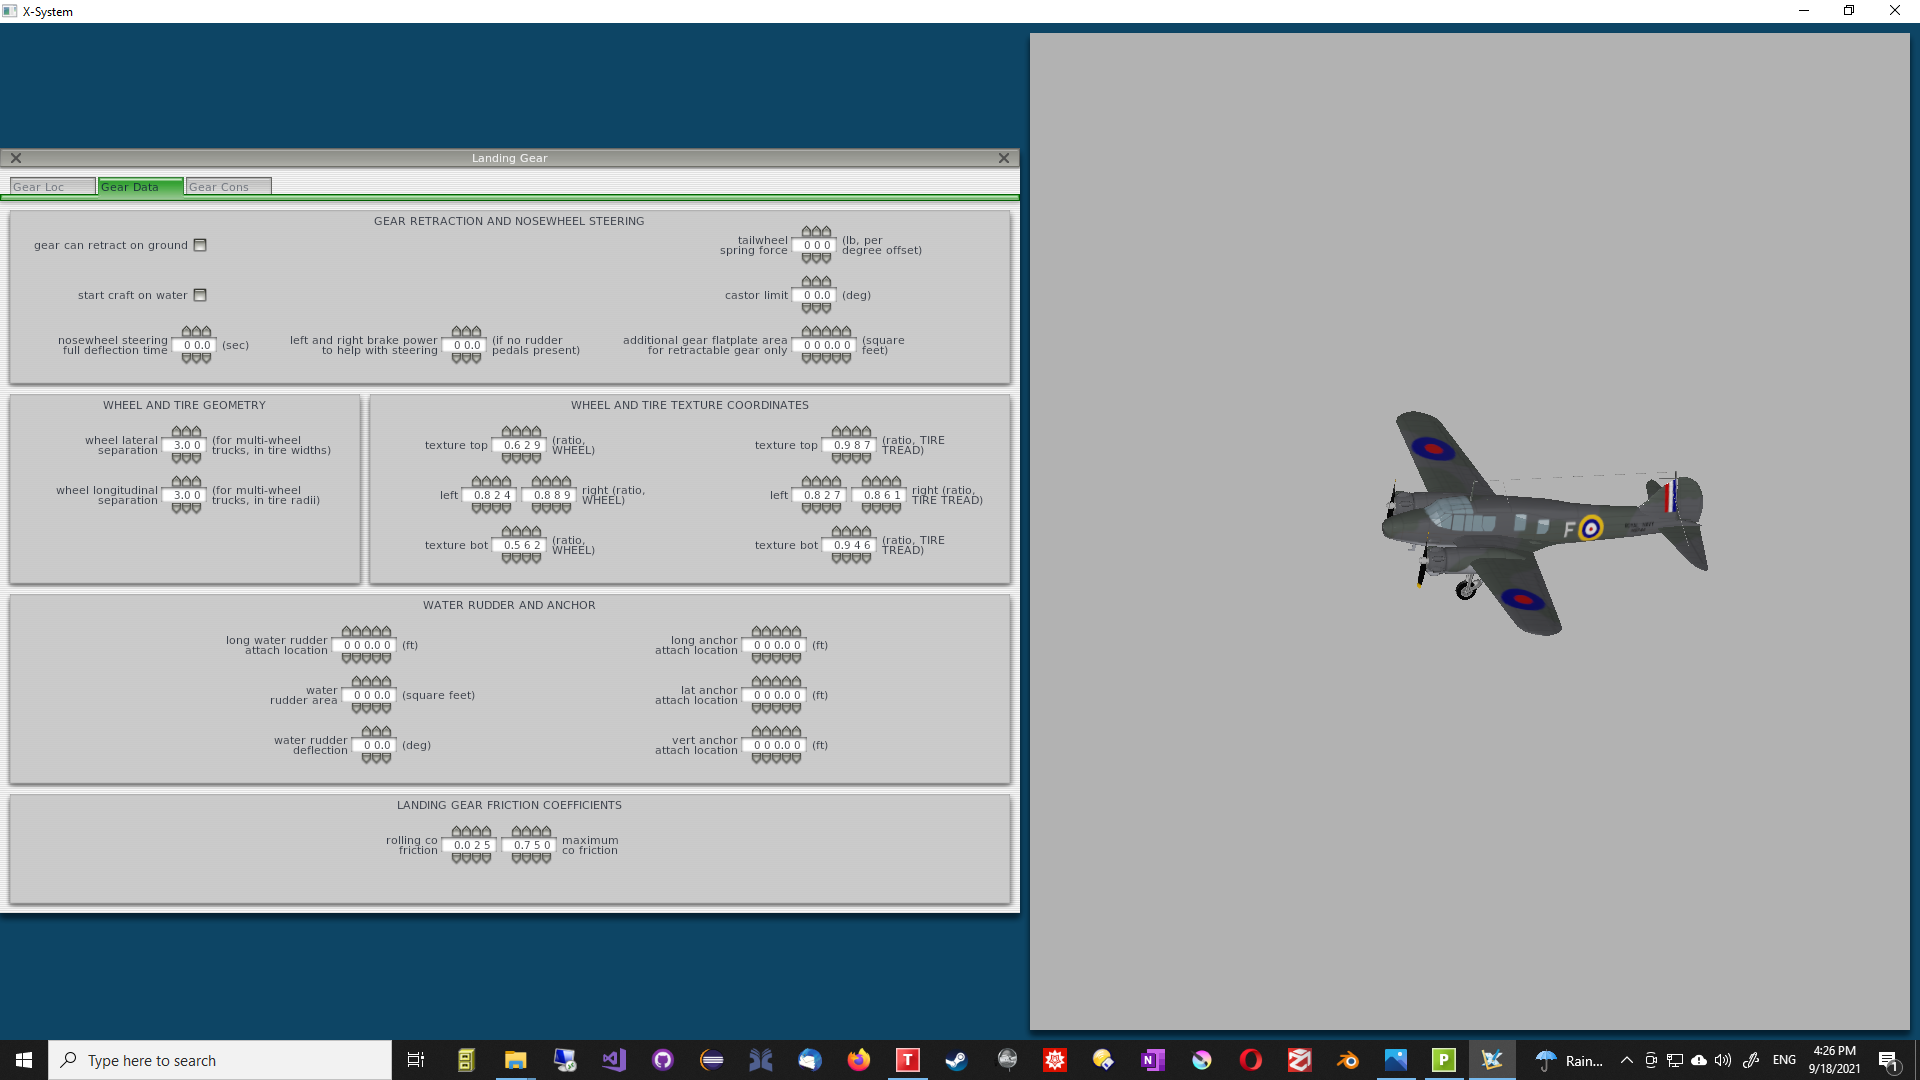 X-System
Landing Gear
Gear Loc
Gear Data
Gear Cons
GEAR RETRACTION AND NOSEWHEEL STEERING
gear can retract on ground
tailwheel
spring force
0 0 0
(lb, per
degree offset)
start craft on water
castor limit
0 0.0
(deg)
nosewheel steering
full deflection time
0 0.0
(sec)
left and right brake power
to help with steering
0 0.0
(if no rudder
pedals present)
additional gear flatplate area
for retractable gear only
0 0 0.0 0
(square
feet)
WHEEL AND TIRE GEOMETRY
wheel lateral
separation
3.0 0
(for multi-wheel
trucks, in tire widths)
wheel longitudinal
separation
3.0 0
(for multi-wheel
trucks, in tire radii)
WHEEL AND TIRE TEXTURE COORDINATES
texture top
0.6 2 9
(ratio,
WHEEL)
texture top
0.9 8 7
(ratio, TIRE
TREAD)
left
0.8 2 4
0.8 8 9
right (ratio,
WHEEL)
left
0.8 2 7
0.8 6 1
right (ratio,
TIRE TREAD)
texture bot
0.5 6 2
(ratio,
WHEEL)
texture bot
0.9 4 6
(ratio, TIRE
TREAD)
WATER RUDDER AND ANCHOR
long water rudder
attach location
0 0 0.0 0
(ft)
long anchor
attach location
0 0 0.0 0
(ft)
water
rudder area
0 0 0.0
(square feet)
lat anchor
attach location
0 0 0.0 0
(ft)
water rudder
deflection
0 0.0
(deg)
vert anchor
attach location
0 0 0.0 0
(ft)
LANDING GEAR FRICTION COEFFICIENTS
rolling co
friction
0.0 2 5
0.7 5 0
maximum
co friction
F
Type here to search
T
N
P
Rain...
ENG
4:26 PM
9/18/2021
1